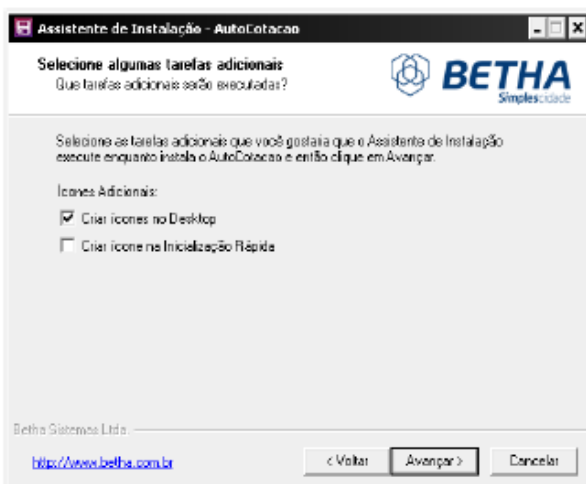 Assistente de Instalação - AutoCotacao
Selecione algumas tarefas adicionais
Que tarefas adicionais serão executadas?
BETHA
Simplescidade
Selecione as tarefas adicionais que você gostaria que o Assistente de Instalação
execute enquanto instala o AutoCotacao e então clique em Avançar.
Ícones Adicionais:
Criar ícones no Desktop
Criar ícone na Inicialização Rápida
Betha Sistemas Ltda.
http://www.betha.com.br
< Voltar
Avançar >
Cancelar